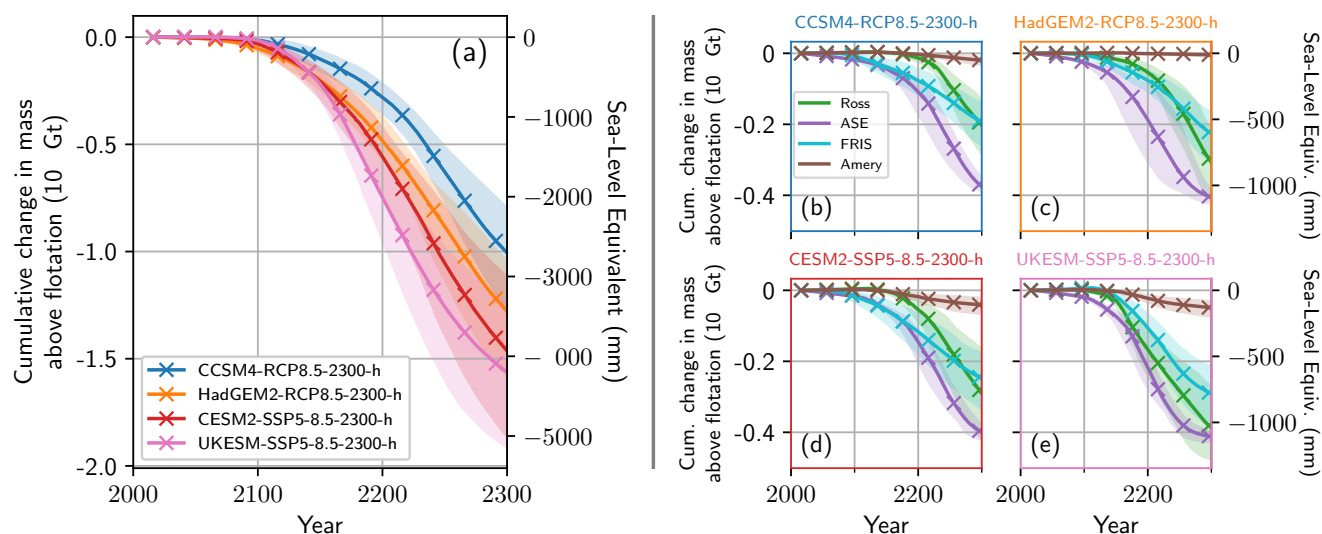 (a)
0.0
-0.5
-1.0
-1.5
-2.0
Cumulative change in mass
above flotation (10 Gt)
0
−1000
−2000
−3000
− 000
−5000
Sea-Level Equivalent (mm)
CCSM4-RCP8.5-2300-h
HadGEM2-RCP8.5-2300-h
CESM2-SSP5-8.5-2300-h
UKESM-SSP5-8.5-2300-h
2000
2100
2200
2300
Year
CCSM4-RCP8.5-2300-h
0
-0.2
-0.4
Cum. change in mass
above flotation (10 Gt)
Ross
ASE
FRIS
Amery
(b)
HadGEM2-RCP8.5-2300-h
(c)
0
−500
−1000
Sea-Level Equiv. (mm)
CESM2-SSP5-8.5-2300-h
0
-0.2
-0.4
Cum. change in mass
above flotation (10 Gt)
(d)
2000
2200
Year
UKESM-SSP5-8.5-2300-h
(e)
0
−500
−1000
Sea-Level Equiv. (mm)
2000
2200
Year